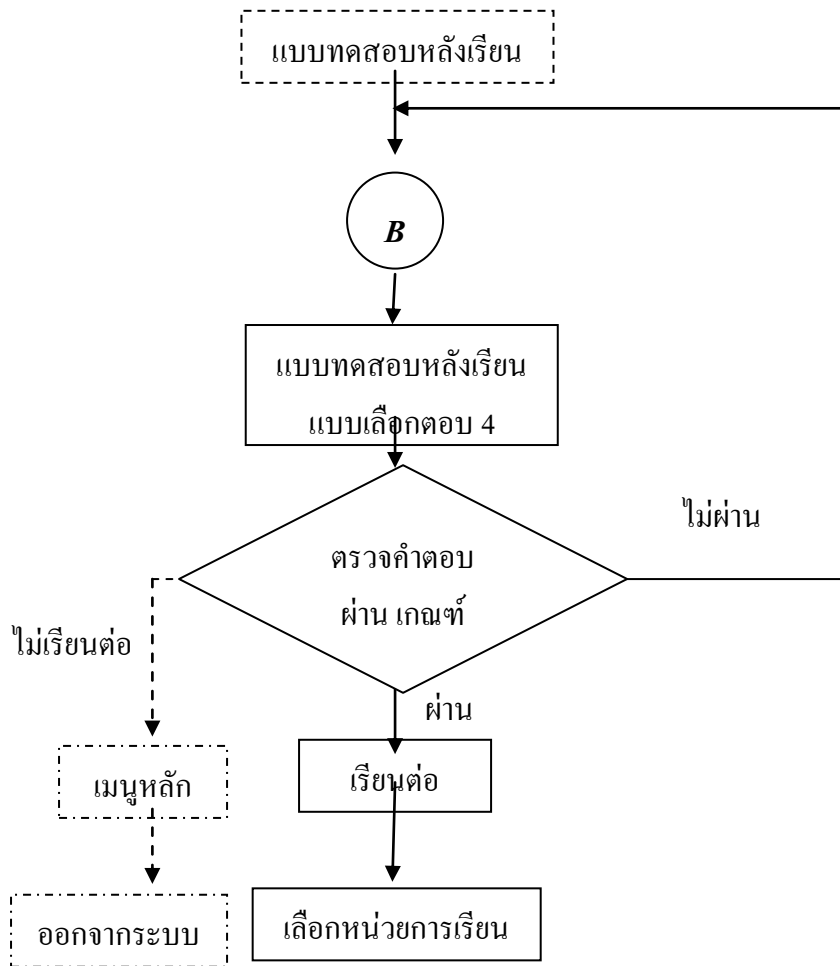 แบบทดสอบหลังเรียน
B
แบบทดสอบหลังเรียน
แบบเลือกตอบ 4
ไม่ผ่าน
ตรวจคำตอบ
ผ่าน เกณฑ์
ไม่เรียนต่อ
ผ่าน
เมนูหลัก
เรียนต่อ
ออกจากระบบ
เลือกหน่วยการเรียน